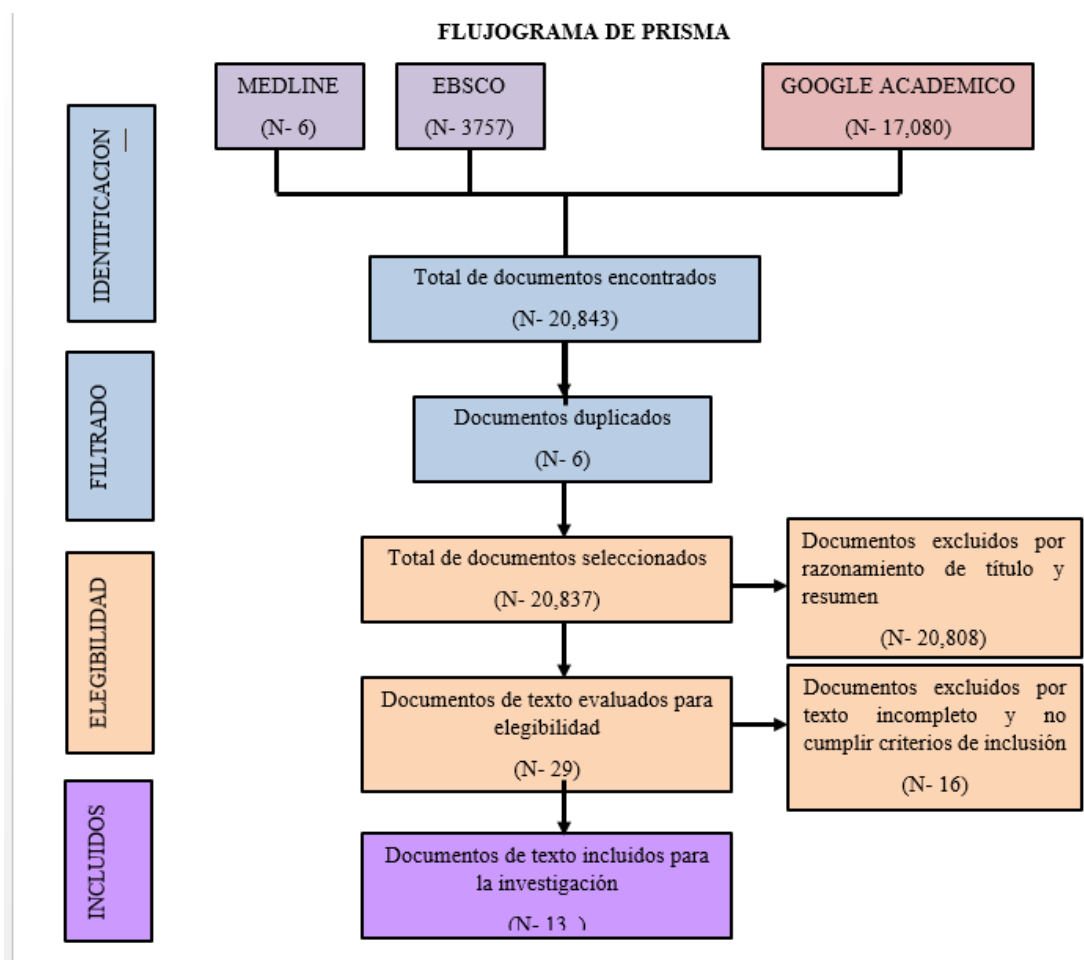 FLUJOGRAMA DE PRISMA
MEDLINE
(N- 6)
EBSCO
(N- 3757)
GOOGLE ACADEMICO
(N- 17,080)
IDENTIFICACION
Total de documentos encontrados
(N- 20,843)
FILTRADO
Documentos duplicados
(N- 6)
ELEGIBILIDAD
Total de documentos seleccionados
(N- 20,837)
Documentos excluidos por
razonamiento de título y
resumen
(N- 20,808)
Documentos de texto evaluados para
elegibilidad
(N- 29)
Documentos excluidos por
texto incompleto y no
cumplir criterios de inclusión
(N- 16)
INCLUIDOS
Documentos de texto incluidos para
la investigación
(N- 13 )